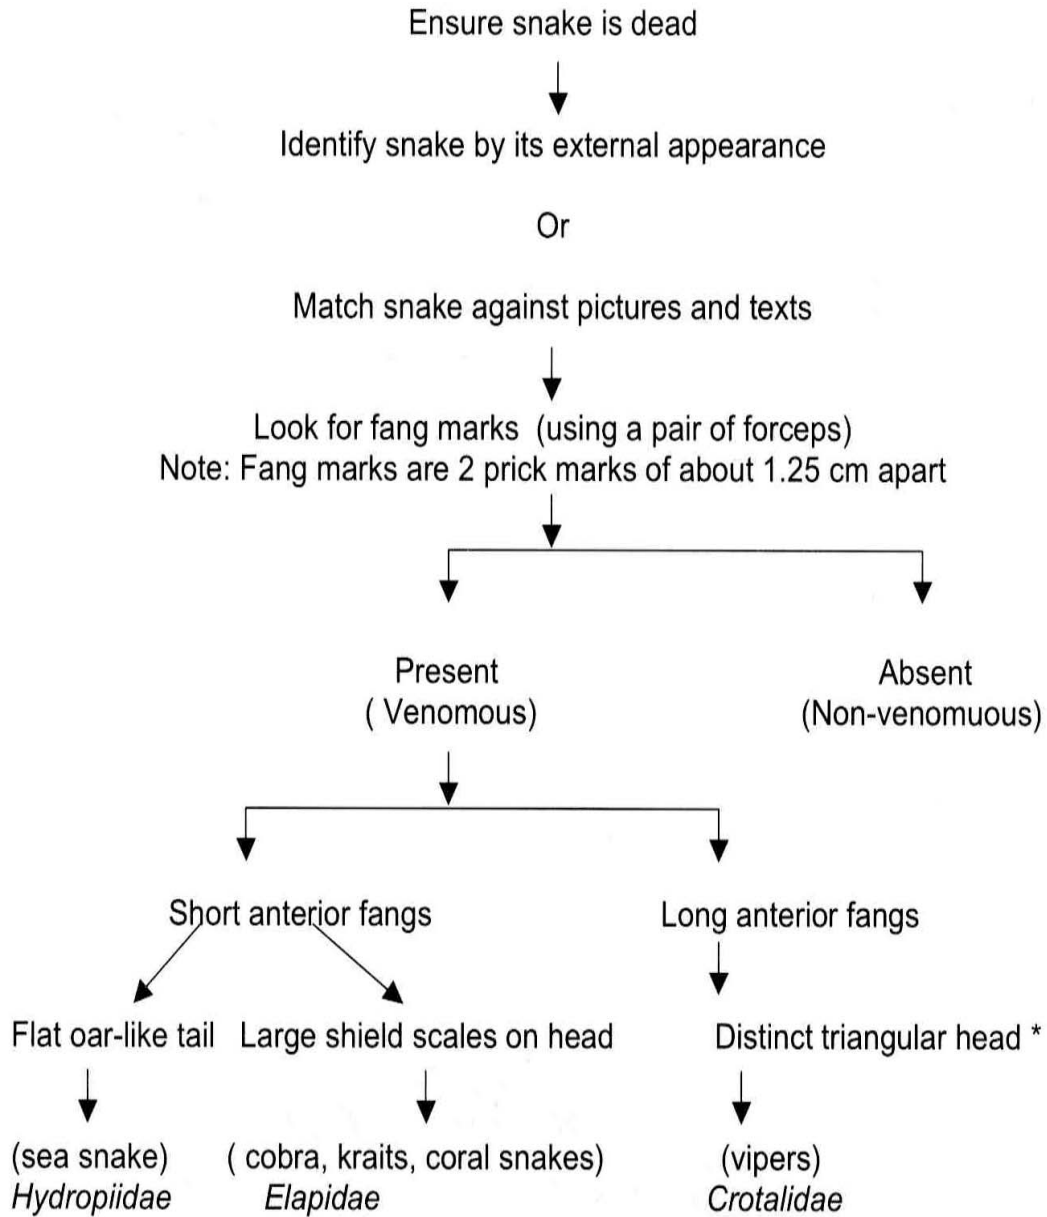 Ensure snake is dead
Identify snake by its external appearance
Or
Match snake against pictures and texts
Look for fang marks (using a pair of forceps)
Note: Fang marks are 2 prick marks of about 1.25 cm apart
Present
( Venomous)
Absent
(Non-venomuous)
Short anterior fangs
Long anterior fangs
Flat oar-like tail
Large shield scales on head
Distinct triangular head *
(sea snake)
Hydropiidae
( cobra, kraits, coral snakes)
Elapidae
(vipers)
Crotalidae